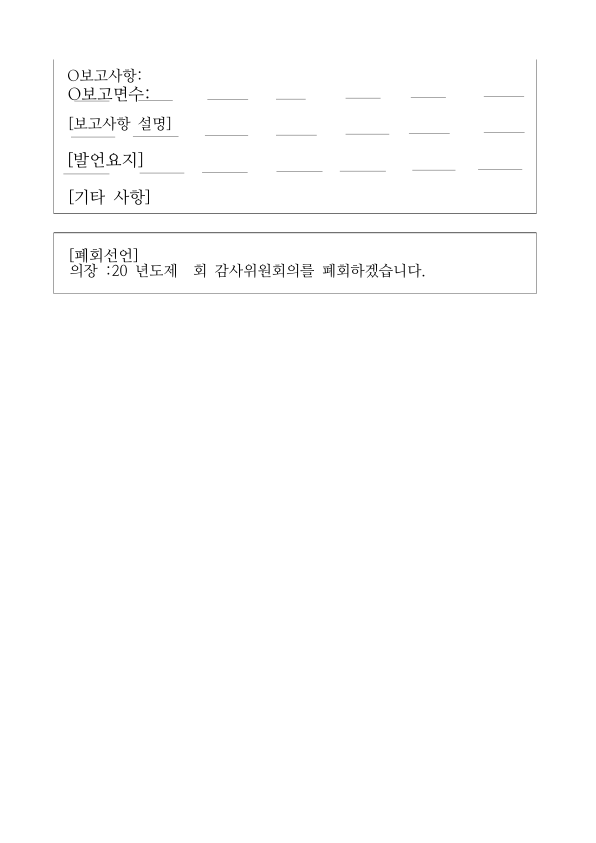 O보고사항:
O보고면수:
[보고사항 설명]
[발언요지]
[기타 사항]
[폐회선언]
의장 :20 년도제 회 감사위원회의를 폐회하겠습니다.